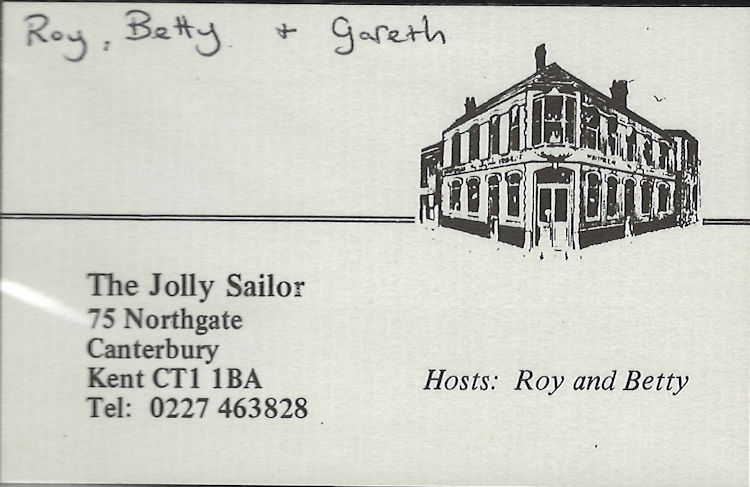 Roy, Betty + Gareth
The Jolly Sailor
75 Northgate
Canterbury
Kent CT1 1BA
Tel: 0227 463828
Hosts: Roy and Betty